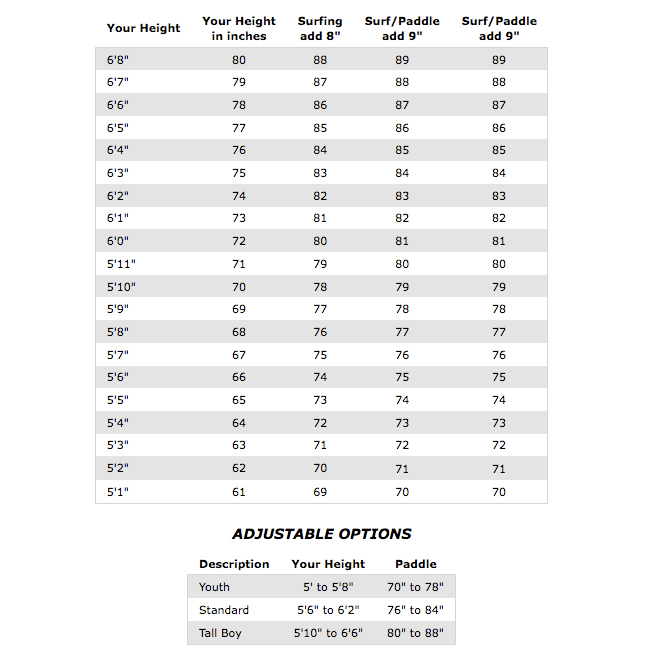 Your Height Your Height in inches Surfing add 8" Surf/Paddle add 9" Surf/Paddle add 9"
6'8" 80 88 89 89
6'7" 79 87 88 88
6'6" 78 86 87 87
6'5" 77 85 86 86
6'4" 76 84 85 85
6'3" 75 83 84 84
6'2" 74 82 83 83
6'1" 73 81 82 82
6'0" 72 80 81 81
5'11" 71 79 80 80
5'10" 70 78 79 79
5'9" 69 77 78 78
5'8" 68 76 77 77
5'7" 67 75 76 76
5'6" 66 74 75 75
5'5" 65 73 74 74
5'4" 64 72 73 73
5'3" 63 71 72 72
5'2" 62 70 71 71
5'1" 61 69 70 70
ADJUSTABLE OPTIONS
Description Your Height Paddle
Youth 5' to 5'8" 70" to 78"
Standard 5'6" to 6'2" 76" to 84"
Tall Boy 5'10" to 6'6" 80" to 88"